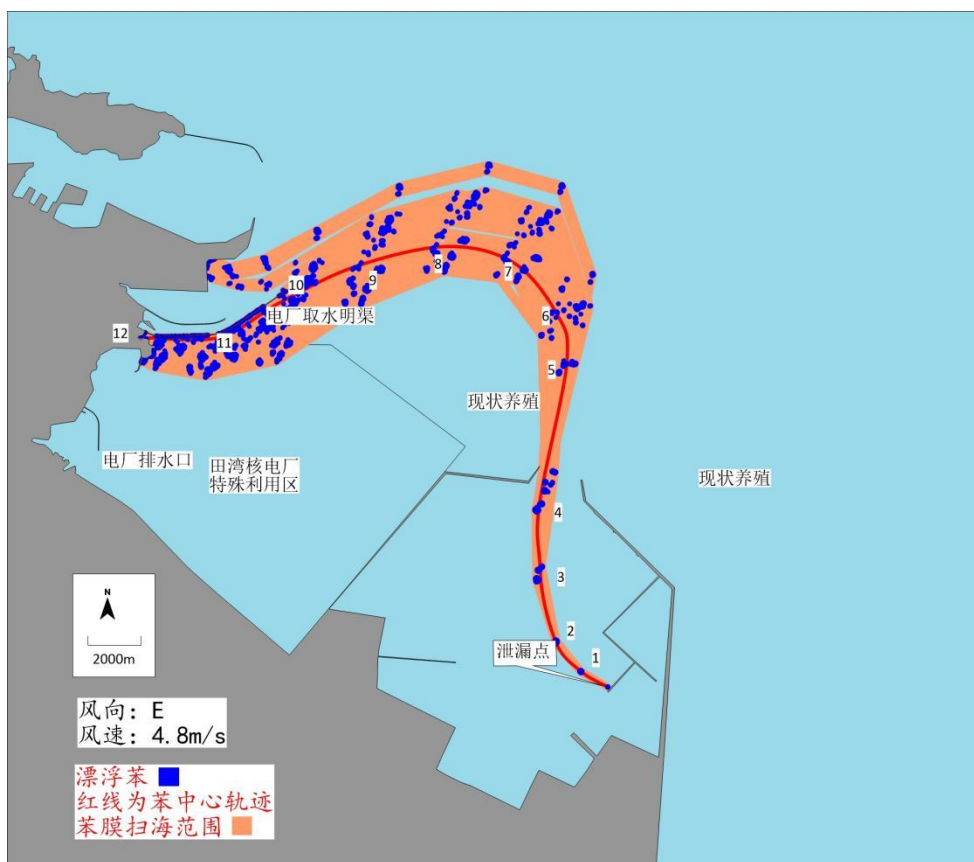 10
9
8
7
电厂取水明渠
6
12
11
5
现状养殖
电厂排水口
田湾核电厂
特殊利用区
现状养殖
4
3
N
2000m
2
泄漏点
1
风向: E
风速: 4.8m/s
漂浮苯
红线为苯中心轨迹
苯膜扫海范围